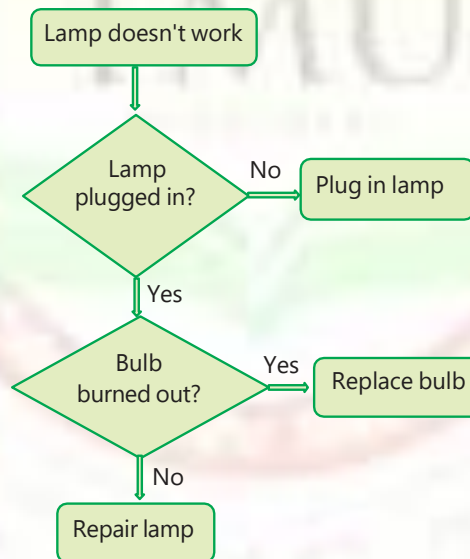 Lamp doesn't work
Lamp
plugged in?
No
Plug in lamp
Yes
Bulb
burned out?
Yes
Replace bulb
No
Repair lamp